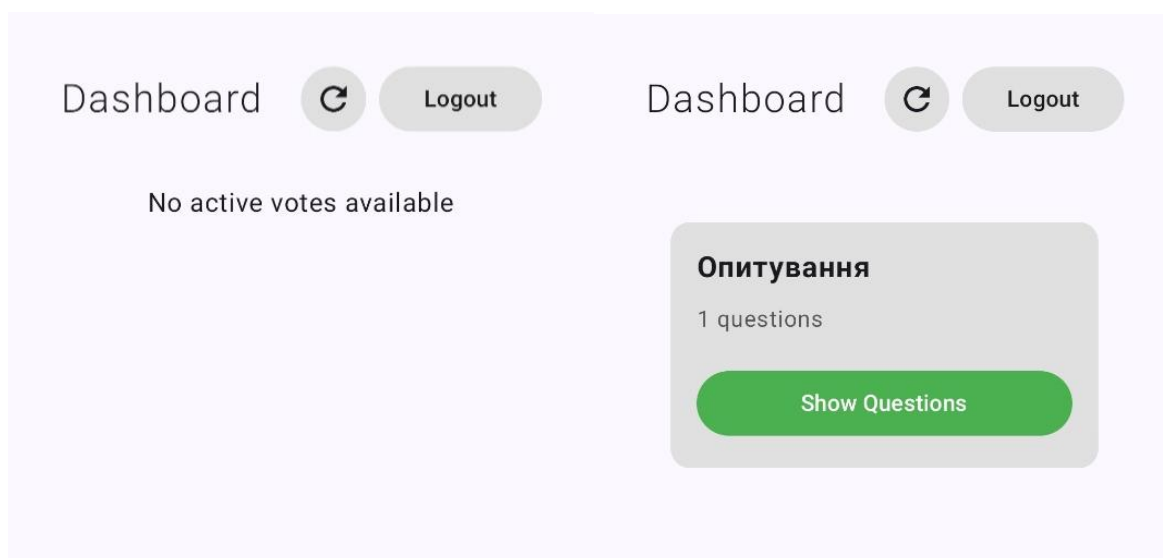 Dashboard
Logout
No active votes available
Dashboard
Logout
Опитування
1 questions
Show Questions